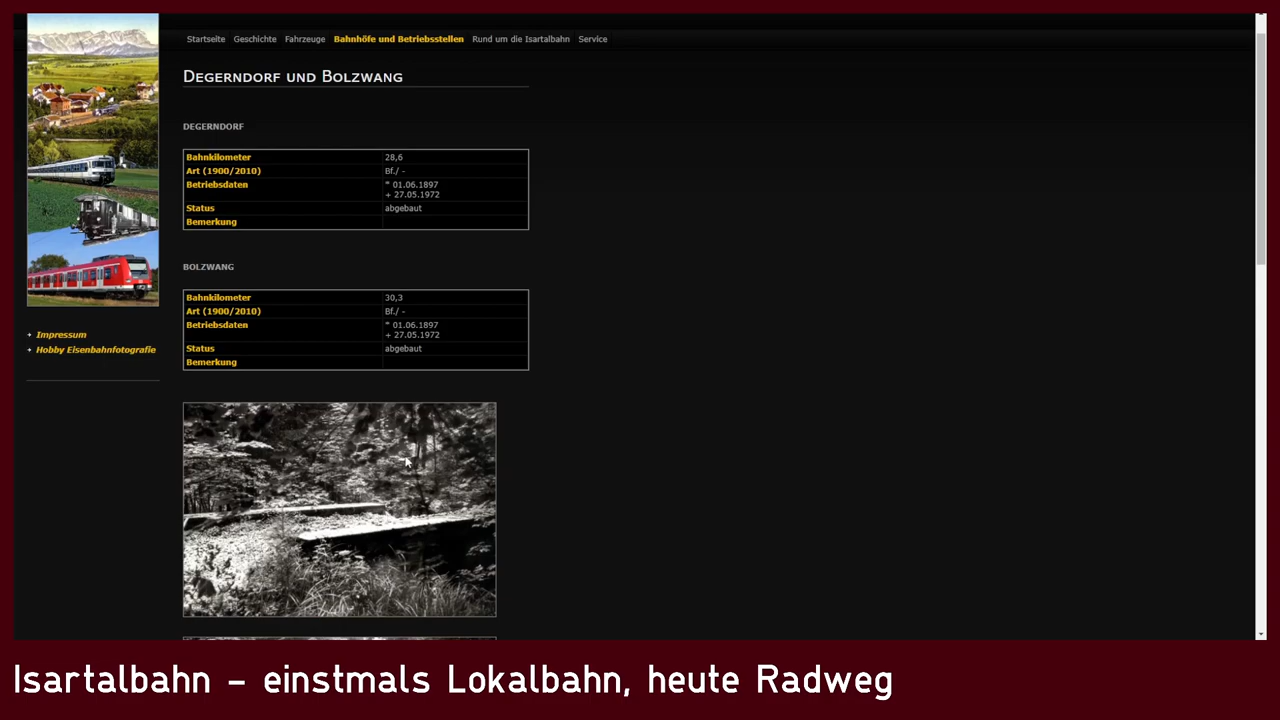 Startseite Geschichte Fahrzeuge Bahnhöfe und Betriebsstellen Rund um die Isartalbahn Service
Degerndorf und Bolzwang
DEGERNDORF
Bahnkilometer 28,6
Art (1900/2010) Bf./ -
Betriebsdaten * 01.06.1897
+ 27.05.1972
Status abgebaut
Bemerkung
BOLZWANG
Bahnkilometer 30,3
Art (1900/2010) Bf./ -
Betriebsdaten * 01.06.1897
+ 27.05.1972
Status abgebaut
Bemerkung
Impressum
Hobby Eisenbahnfotografie
Isartalbahn – einstmals Lokalbahn, heute Radweg